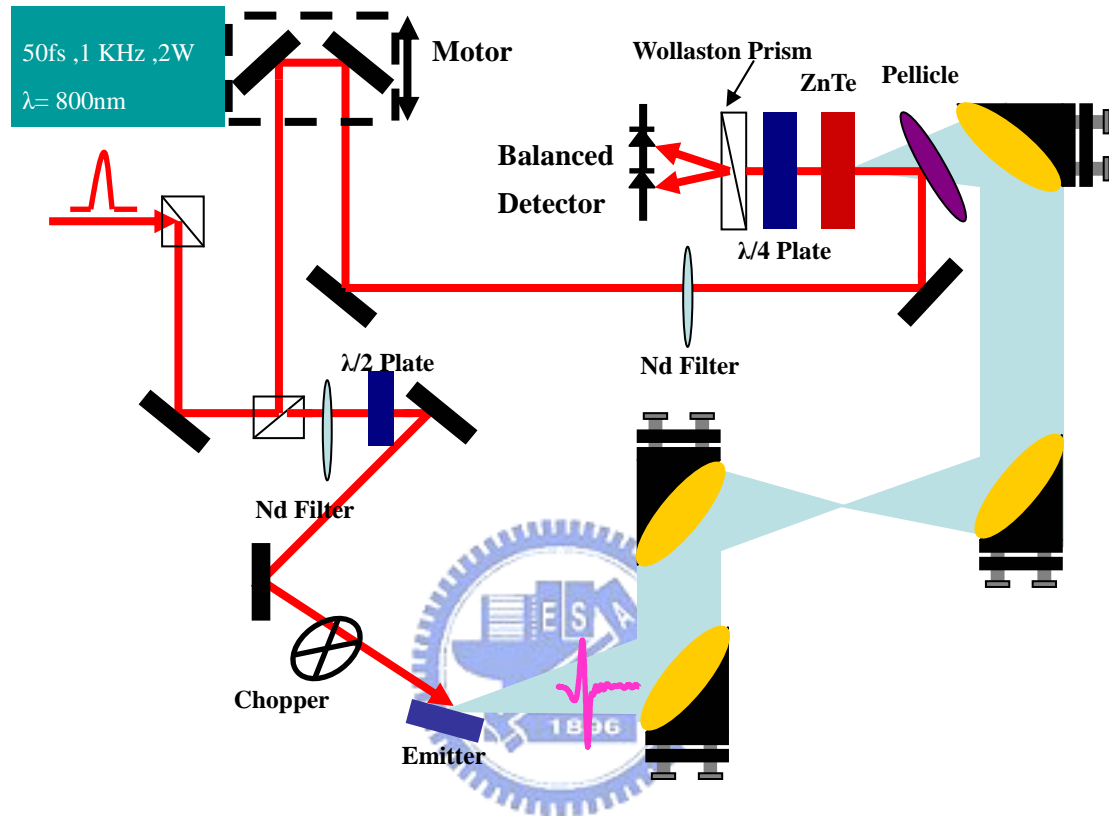 50fs ,1 KHz ,2W
λ= 800nm
Motor
Wollaston Prism
ZnTe
Pellicle
Balanced
Detector
λ/4 Plate
Nd Filter
λ/2 Plate
Nd Filter
Chopper
Emitter
E S A
1896